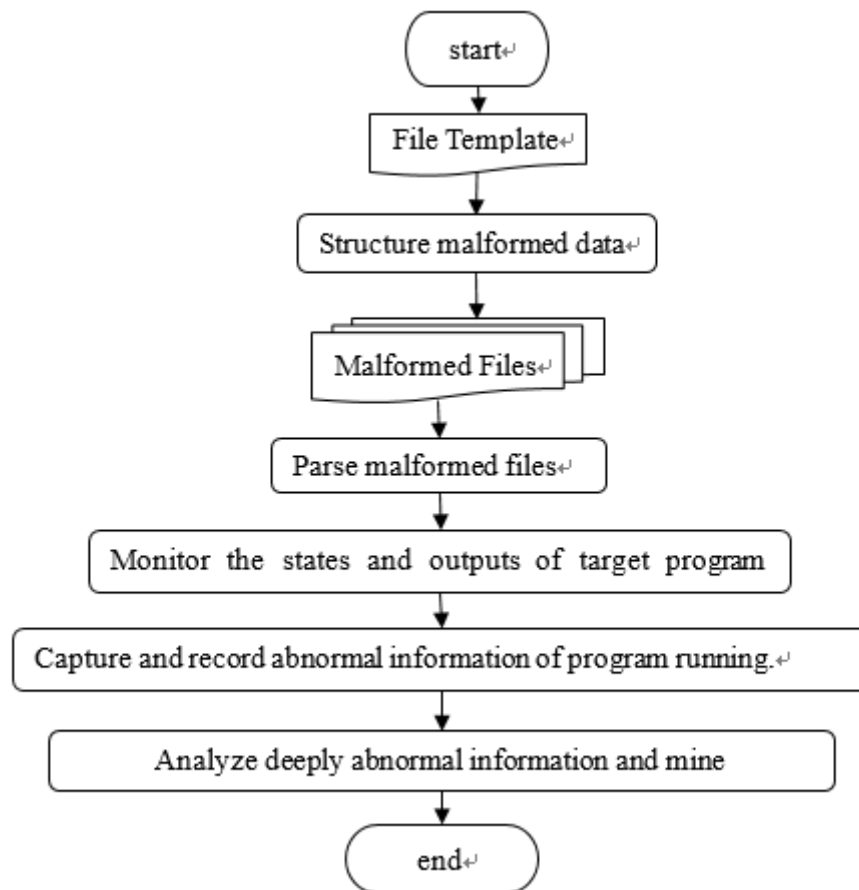 start↵
File Template↵
Structure malformed data↵
Malformed Files↵
Parse malformed files↵
Monitor the states and outputs of target program
Capture and record abnormal information of program running.↵
Analyze deeply abnormal information and mine
end↵